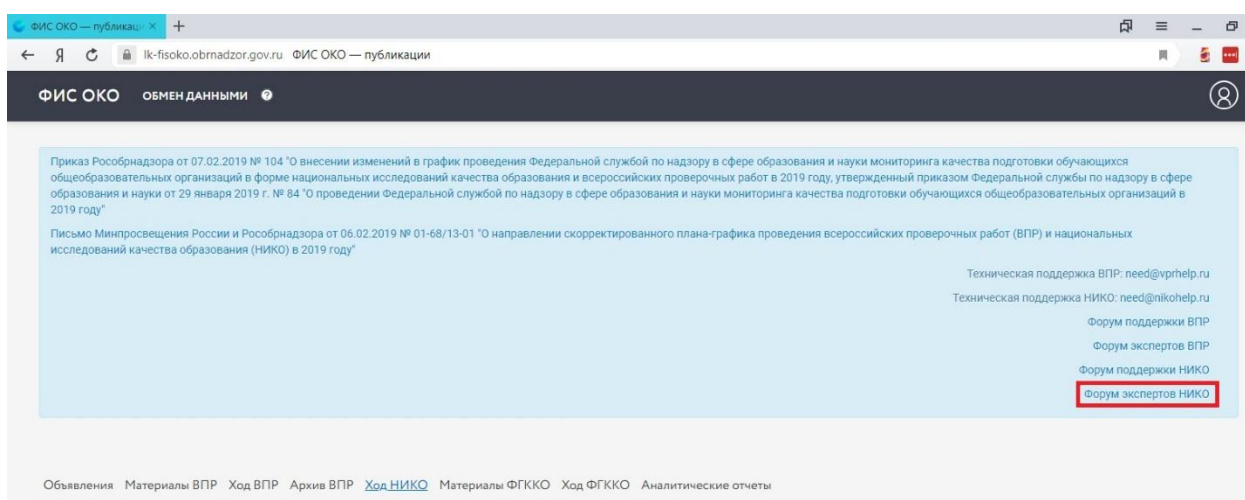 ФИС ОКО — публикаци
lk-fisoko.obrnadzor.gov.ru ФИС ОКО — публикации
ФИС ОКО ОБМЕН ДАННЫМИ ?
Приказ Рособрнадзора от 07.02.2019 № 104 "О внесении изменений в график проведения Федеральной службой по надзору в сфере образования и науки мониторинга качества подготовки обучающихся
общеобразовательных организаций в форме национальных исследований качества образования и всероссийских проверочных работ в 2019 году, утвержденный приказом Федеральной службы по надзору в сфере
образования и науки от 29 января 2019 г. № 84 "О проведении Федеральной службой по надзору в сфере образования и науки мониторинга качества подготовки обучающихся общеобразовательных организаций в
2019 году"
Письмо Минпросвещения России и Рособрнадзора от 06.02.2019 № 01-68/13-01 "О направлении скорректированного плана-графика проведения всероссийских проверочных работ (ВПР) и национальных
исследований качества образования (НИКО) в 2019 году"
Техническая поддержка ВПР: need@vprhelp.ru
Техническая поддержка НИКО: need@nikohelp.ru
Форум поддержки ВПР
Форум экспертов ВПР
Форум поддержки НИКО
Форум экспертов НИКО
Объявления Материалы ВПР Ход ВПР Архив ВПР Ход НИКО Материалы ФГККО Ход ФГККО Аналитические отчеты